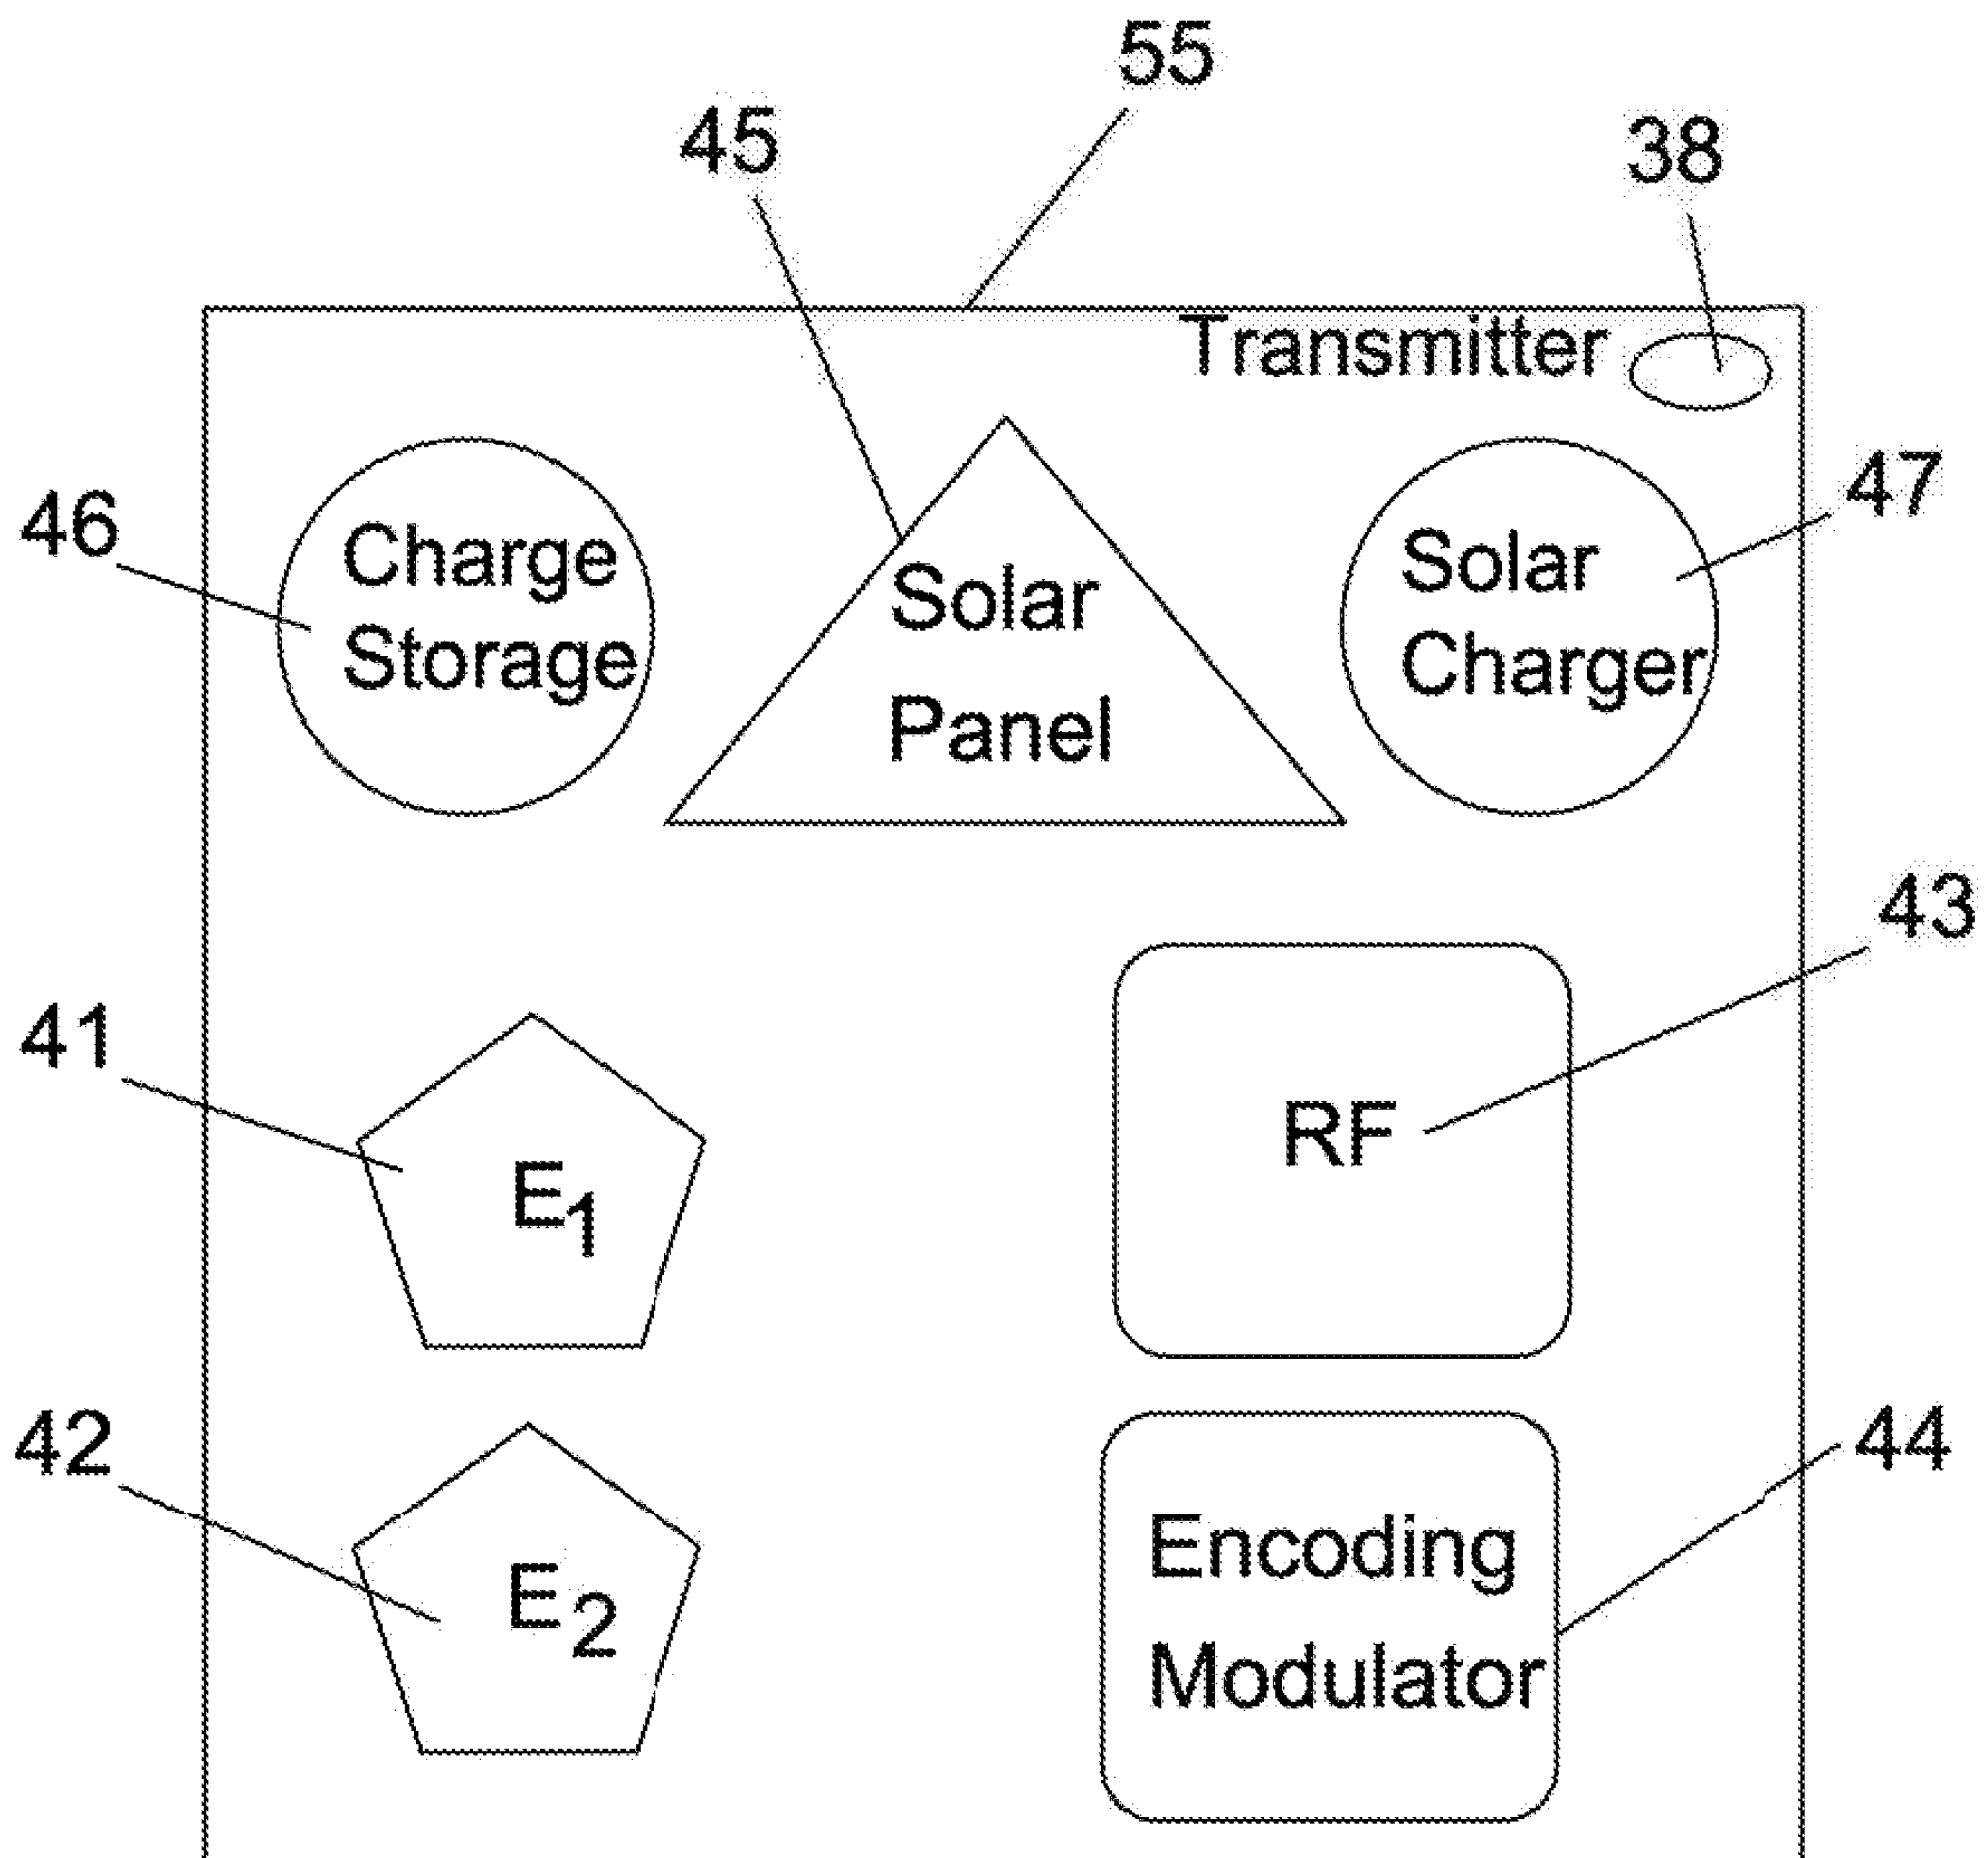 55
45
38
Transmitter
46
Charge
Storage
Solar
Panel
Solar
Charger
47
43
41
E1
RF
42
E2
Encoding
Modulator
44